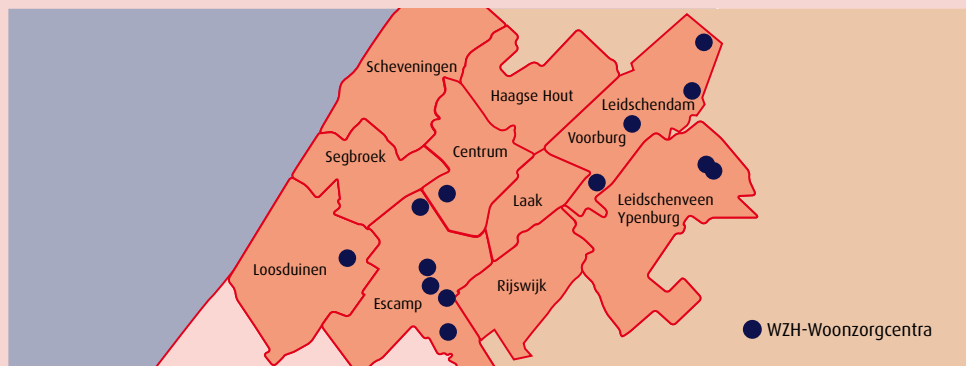 Scheveningen
Haagse Hout
Leidschendam
Voorburg
Segbroek
Centrum
Laak
Leidschenveen
Ypenburg
Loosduinen
Rijswijk
Escamp
WZH-Woonzorgcentra